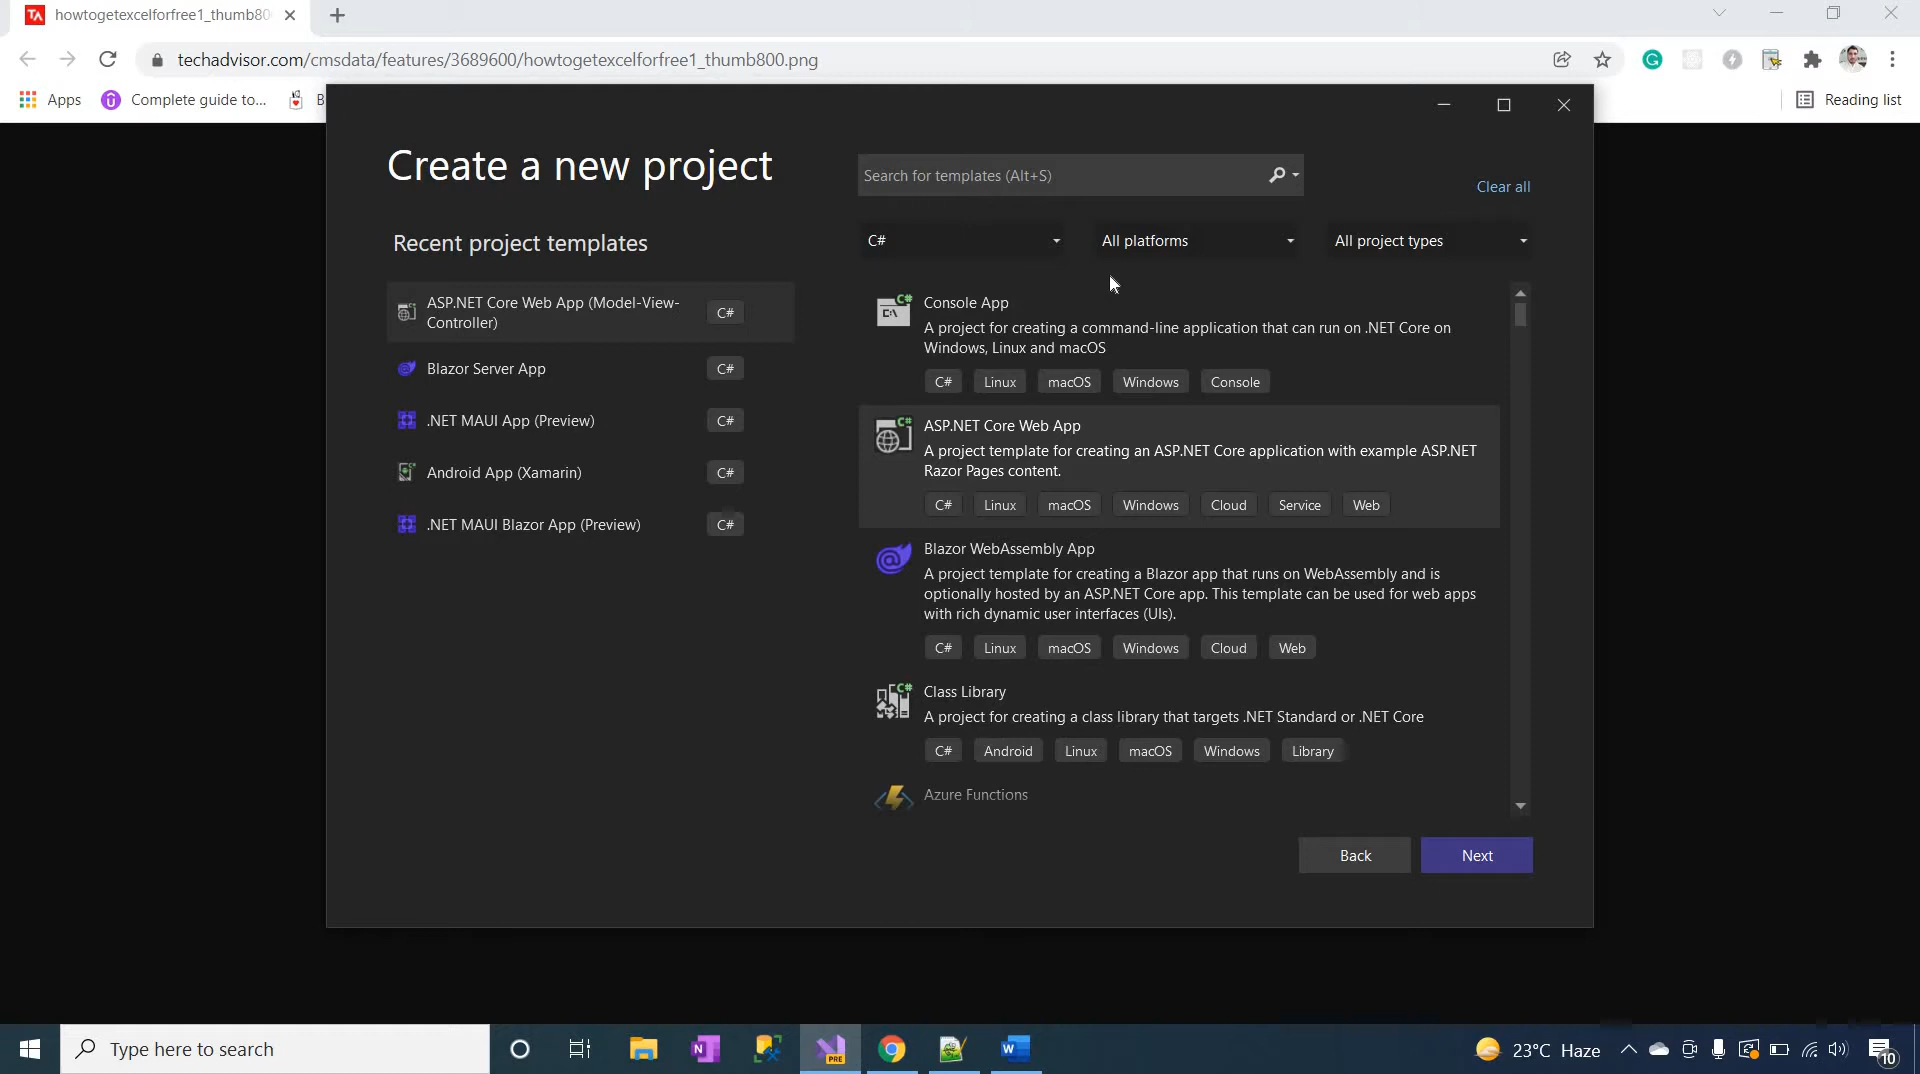 howtogetexcelforfree1_thumb80
techadvisor.com/cmsdata/features/3689600/howtogetexcelforfree1_thumb800.png
Apps
Complete guide to...
B
Reading list
Create a new project
Search for templates (Alt+S)
Clear all
Recent project templates
C#
All platforms
All project types
ASP.NET Core Web App (Model-View-
Controller)
C#
Blazor Server App
C#
.NET MAUI App (Preview)
C#
Android App (Xamarin)
C#
.NET MAUI Blazor App (Preview)
C#
Console App
A project for creating a command-line application that can run on .NET Core on
Windows, Linux and macOS
C# Linux macOS Windows Console
ASP.NET Core Web App
A project template for creating an ASP.NET Core application with example ASP.NET
Razor Pages content.
C# Linux macOS Windows Cloud Service Web
Blazor WebAssembly App
A project template for creating a Blazor app that runs on WebAssembly and is
optionally hosted by an ASP.NET Core app. This template can be used for web apps
with rich dynamic user interfaces (UIs).
C# Linux macOS Windows Cloud Web
Class Library
A project for creating a class library that targets .NET Standard or .NET Core
C# Android Linux macOS Windows Library
Azure Functions
Back
Next
Type here to search
PRE
23°C Haze
10